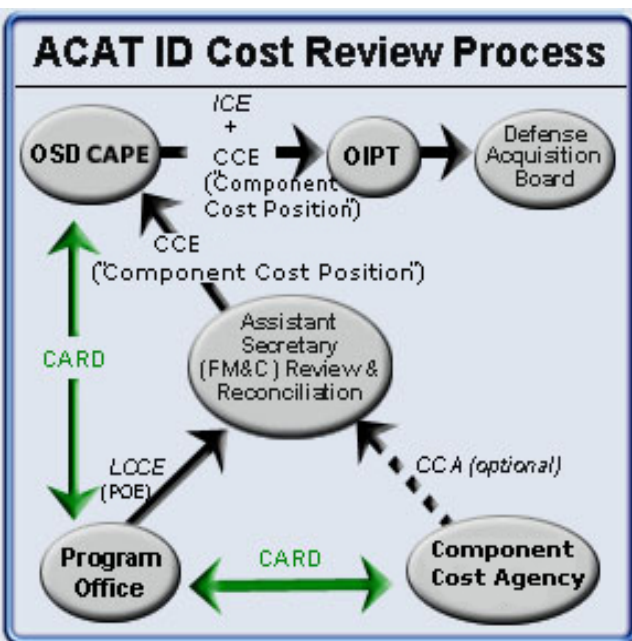 ACAT ID Cost Review Process
ICE
+
OSD CAPE
CCE
("Component
Cost Position")
OIPT
Defense
Acquisition
Board
CCE
("Component Cost Position")
Assistant
Secretary
(FM&C) Review &
Reconciliation
CARD
LCCE
(POE)
CCA (optional)
Program
Office
CARD
Component
Cost Agency